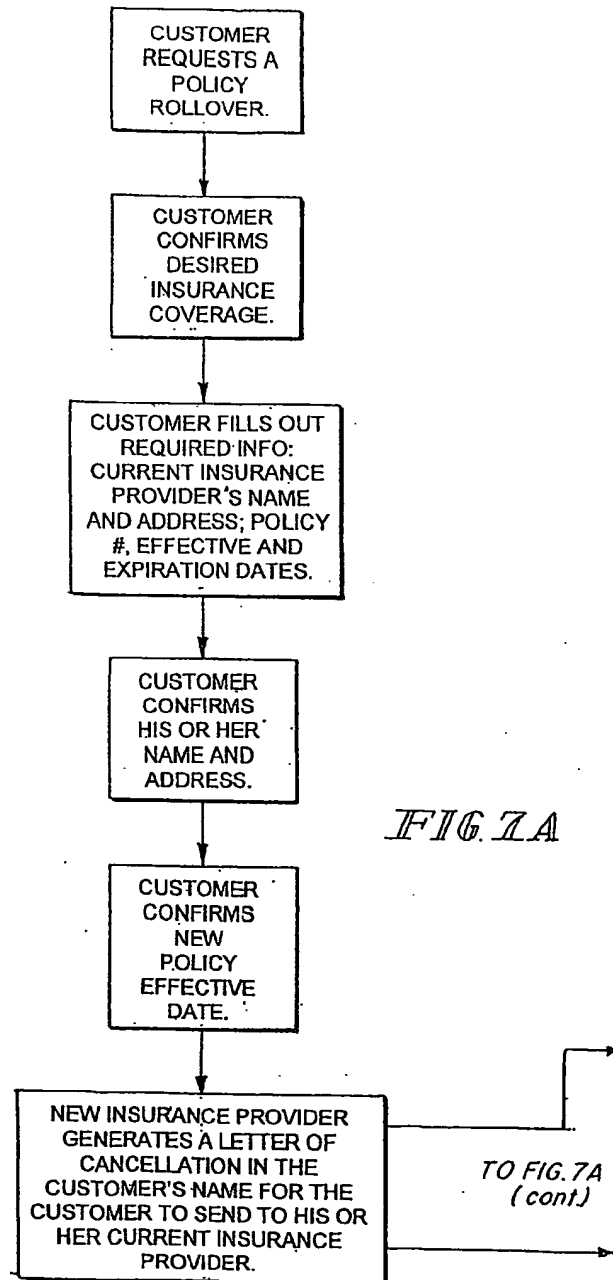 CUSTOMER
REQUESTS A
POLICY
ROLLOVER.
CUSTOMER
CONFIRMS
DESIRED
INSURANCE
COVERAGE.
CUSTOMER FILLS OUT
REQUIRED INFO:
CURRENT INSURANCE
PROVIDER'S NAME
AND ADDRESS; POLICY
#, EFFECTIVE AND
EXPIRATION DATES.
CUSTOMER
CONFIRMS
HIS OR HER
NAME AND
ADDRESS.
FIG. 7A
CUSTOMER
CONFIRMS
NEW
POLICY
EFFECTIVE
DATE.
NEW INSURANCE PROVIDER
GENERATES A LETTER OF
CANCELLATION IN THE
CUSTOMER'S NAME FOR THE
CUSTOMER TO SEND TO HIS OR
HER CURRENT INSURANCE
PROVIDER.
TO FIG. 7A
(cont.)